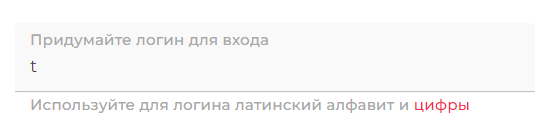 Придумайте логин для входа
t
Используйте для логина латинский алфавит и цифры